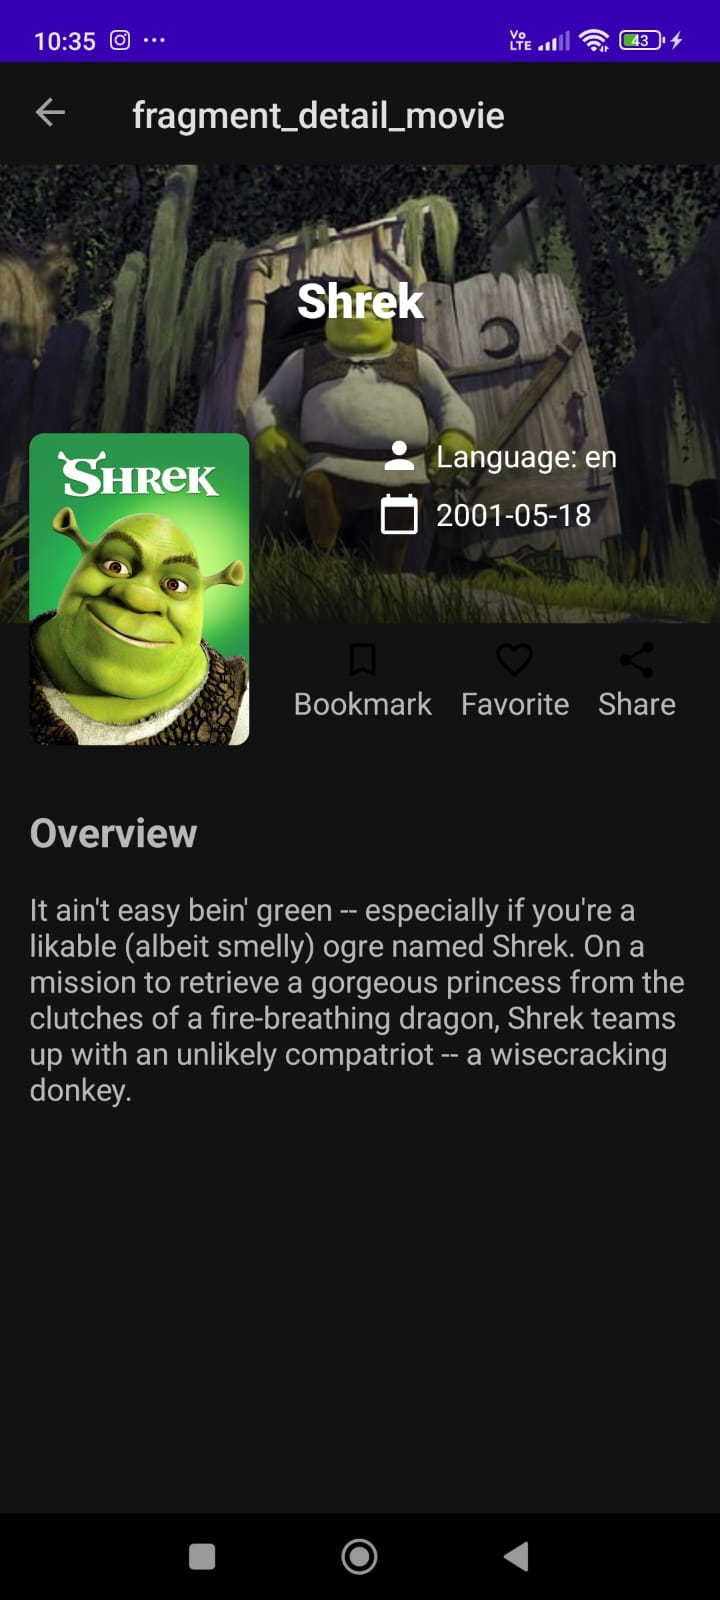 10:35
Vo
LTE
43
fragment_detail_movie
Shrek
SHREK
Language: en
2001-05-18
Bookmark Favorite Share
Overview
It ain't easy bein' green -- especially if you're a
likable (albeit smelly) ogre named Shrek. On a
mission to retrieve a gorgeous princess from the
clutches of a fire-breathing dragon, Shrek teams
up with an unlikely compatriot -- a wisecracking
donkey.